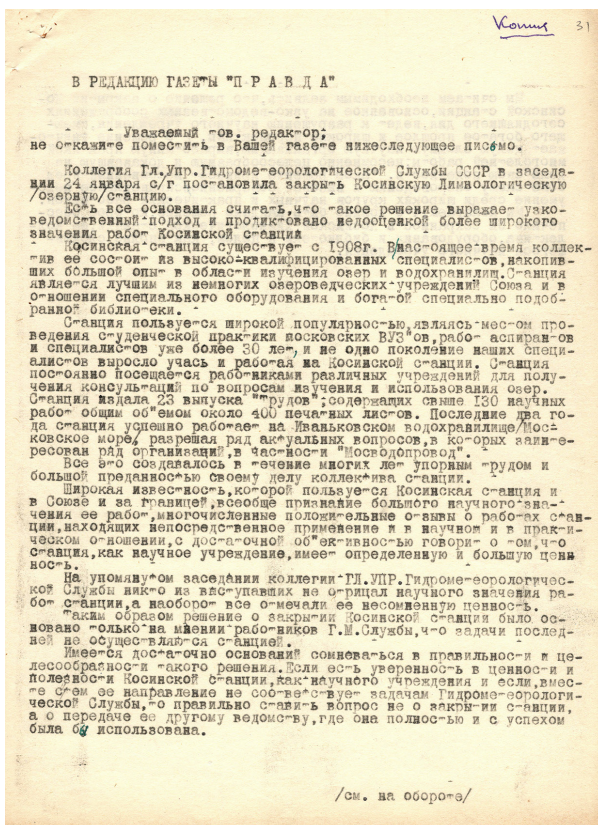 Копия 31
В РЕДАКЦИЮ ГАЗЕТЫ "П Р А В Д А"
Уважаемый тов. редактор;
не откажите поместить в Вашей газете нижеследующее письмо.
Коллегия Гл.Упр.Гидрометеорологической Службы СССР в заседа-
нии 24 января с/г постановила закрыть Косинскую Лимнологическую
/озерную/станцию.
Есть все основания считать,что такое решение выражает узко-
ведомственный подход и продиктовано недооценкой более широкого
значения работ Косинской станции
Косинская станция существует с 1908г. В настоящее время коллек-
тив ее состоит из высоко-квалифицированных специалистов,накопив-
ших большой опыт в области изучения озер и водохранилищ.Станция
является лучшим из немногих озероведческих учреждений Союза и в
отношении специального оборудования и богатой специально подоб-
ранной библиотеки.
Станция пользуется широкой популярностью,являясь местом про-
ведения студенческой практики московских ВУЗ"ов,работ аспирантов
и специалистов уже более 30 лет, и не одно поколение наших специ-
алистов выросло учась и работая на Косинской станции. Станция
постоянно посещается работниками различных учреждений для полу-
чения консультаций по вопросам изучения и использования озер.
Станция издала 23 выпуска "трудов";содержащих свыше 130 научных
работ общим об"емом около 400 печатных листов. Последние два го-
да станция успешно работает на Иваньковском водохранилище/Мос-
ковское море/ разрешая ряд актуальных вопросов,в которых заинте-
ресован ряд организаций,в частности "Мосводопровод".
Все это создавалось в течение многих лет упорным трудом и
большой преданностью своему делу коллектива станции.
Широкая известность,которой пользуется Косинская станция и
в Союзе и за границей,всеобще признание большого научного зна-
чения ее работ,многочисленные положительные отзывы о работах стан-
ции,находящих непосредственное применение и в научном и в практи-
ческом отношении,с достаточной об"ективностью говорит о том,что
станция,как научное учреждение,имеет определенную и большую ценн
ность.
На упомянутом заседании коллегии ГЛ.УПР.Гидрометеорологичес-
кой Службы никто из выступавших не отрицал научного значения ра-
бот станции,а наоборот все отмечали ее несомненную ценность.
Таким образом решение о закрытии Косинской станции было ос-
новано только на мнении работников Г.М.Службы,что задачи послед-
ней не осуществляются станцией.
Имеется достаточно оснований сомневаться в правильности и це-
лесообразности такого решения.Если есть уверенность в ценности и
полезности Косинской станции,как научного учреждения и если,вмес-
те с тем ее направление не соответствует задачам Гидрометеорологи-
ческой Службы,то правильно ставить вопрос не о закрытии станции,
а о передаче ее другому ведомству,где она полностью и с успехом
была бы использована.
/см. на обороте/